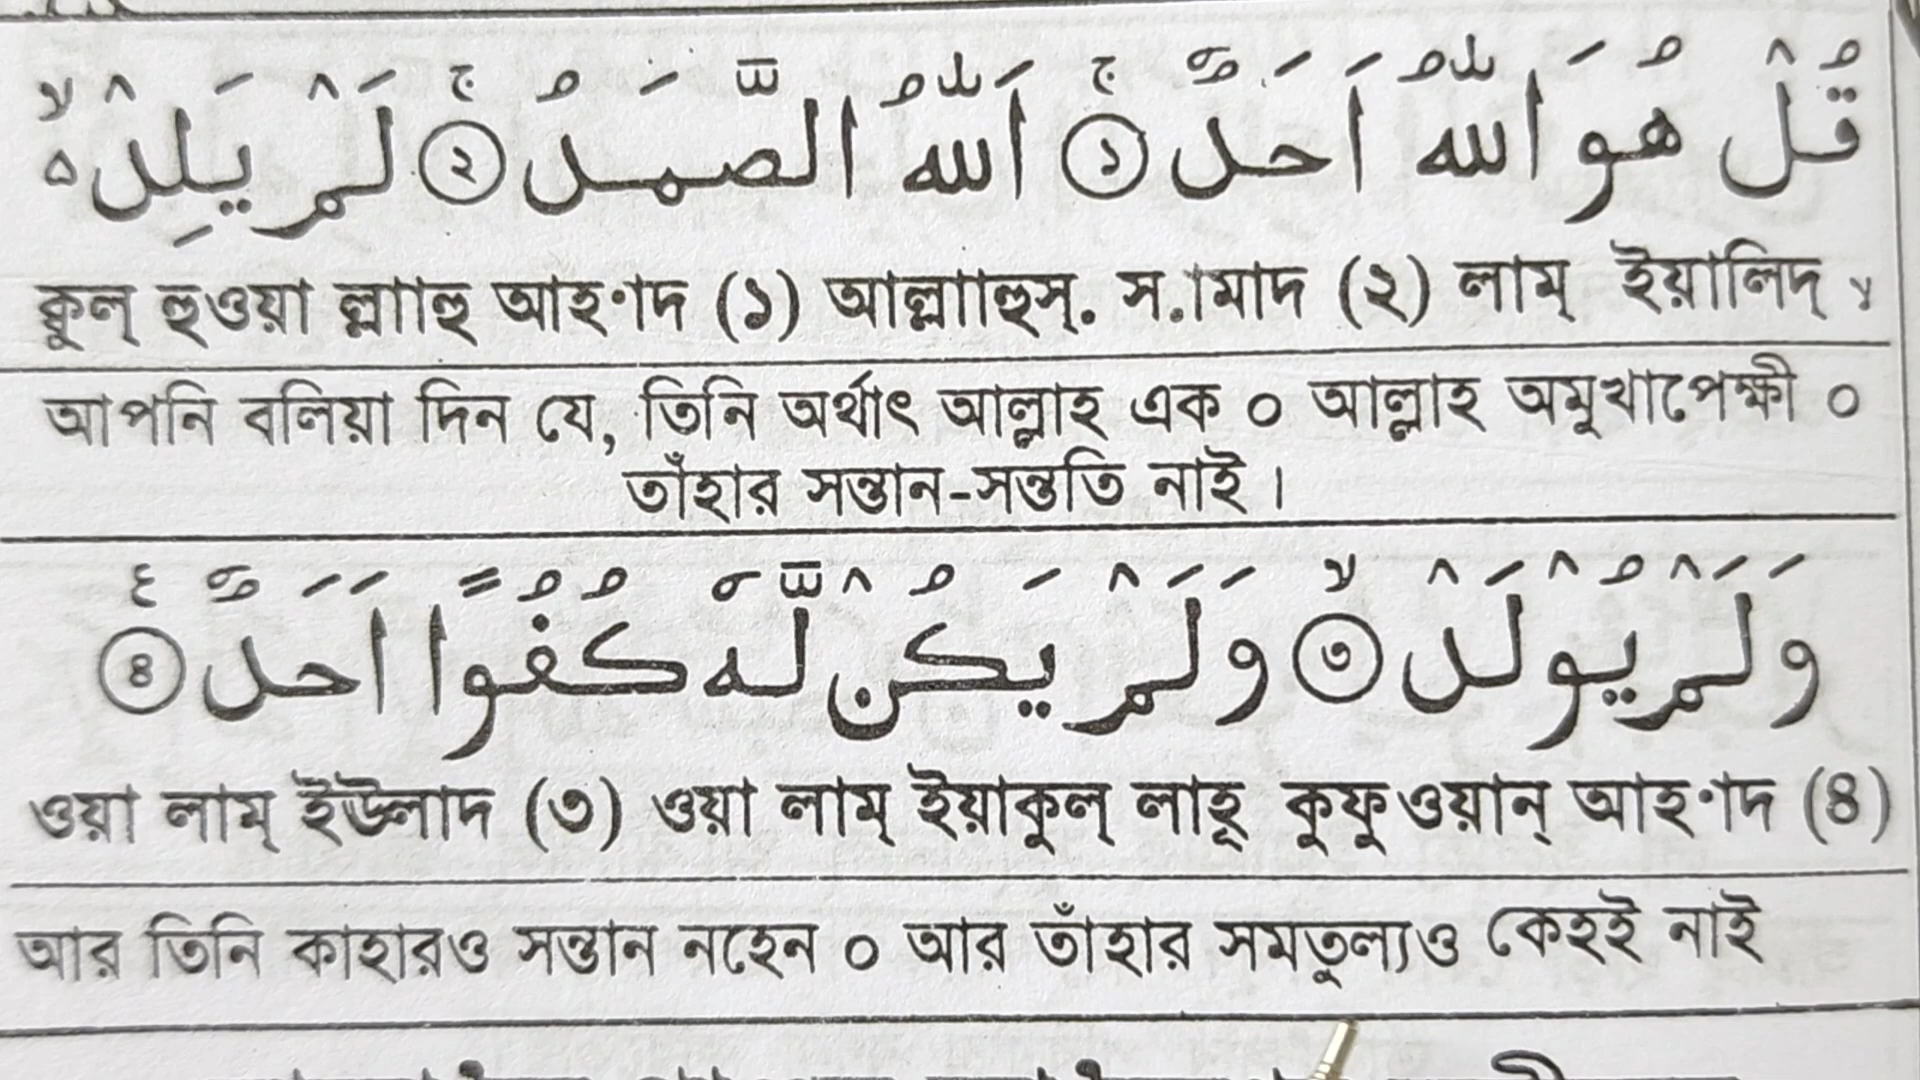 قُلْ هُوَ اللّٰهُ اَحَدٌ ۚ ① اَللّٰهُ الصَّمَدُ ۚ ② لَمْ يَلِدْ ۙ ہ
ক্বুল্ হুওয়া ল্লাাহু আহ·াদ (১) আল্লাাহুস্. স.ামাদ (২) লাম্ ইয়ালিদ্ ۙ
আপনি বলিয়া দিন যে, তিনি অর্থাৎ আল্লাহ এক ০ আল্লাহ অমুখাপেক্ষী ০
তাঁহার সন্তান-সন্ততি নাই।
وَلَمْ يُوْلَدْ ۙ ③ وَلَمْ يَكُنْ لَّهٗ كُفُوًا اَحَدٌ ۧ ④
ওয়া লাম্ ইউলাদ (৩) ওয়া লাম্ ইয়াকুল্ লাহূ কুফুওয়ান্ আহ·াদ (৪)
আর তিনি কাহারও সন্তান নহেন ০ আর তাঁহার সমতুল্যও কেহই নাই